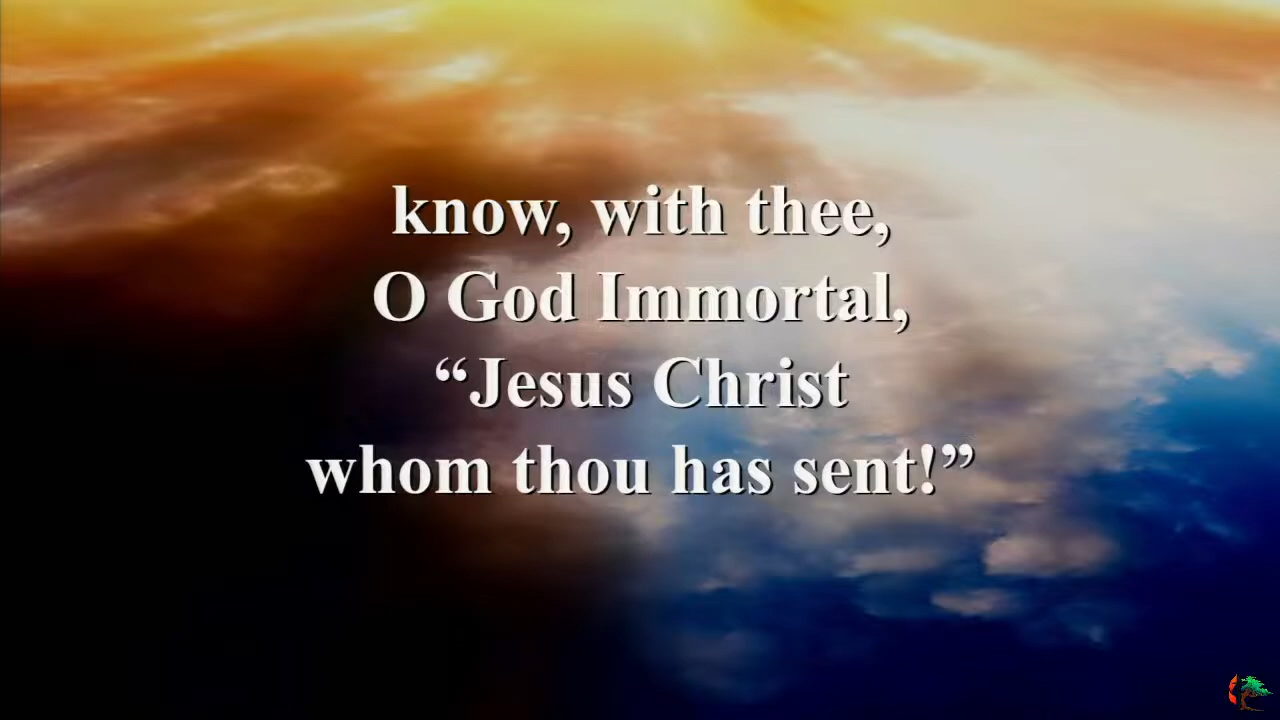 know, with thee,
O God Immortal,
“Jesus Christ
whom thou has sent!”